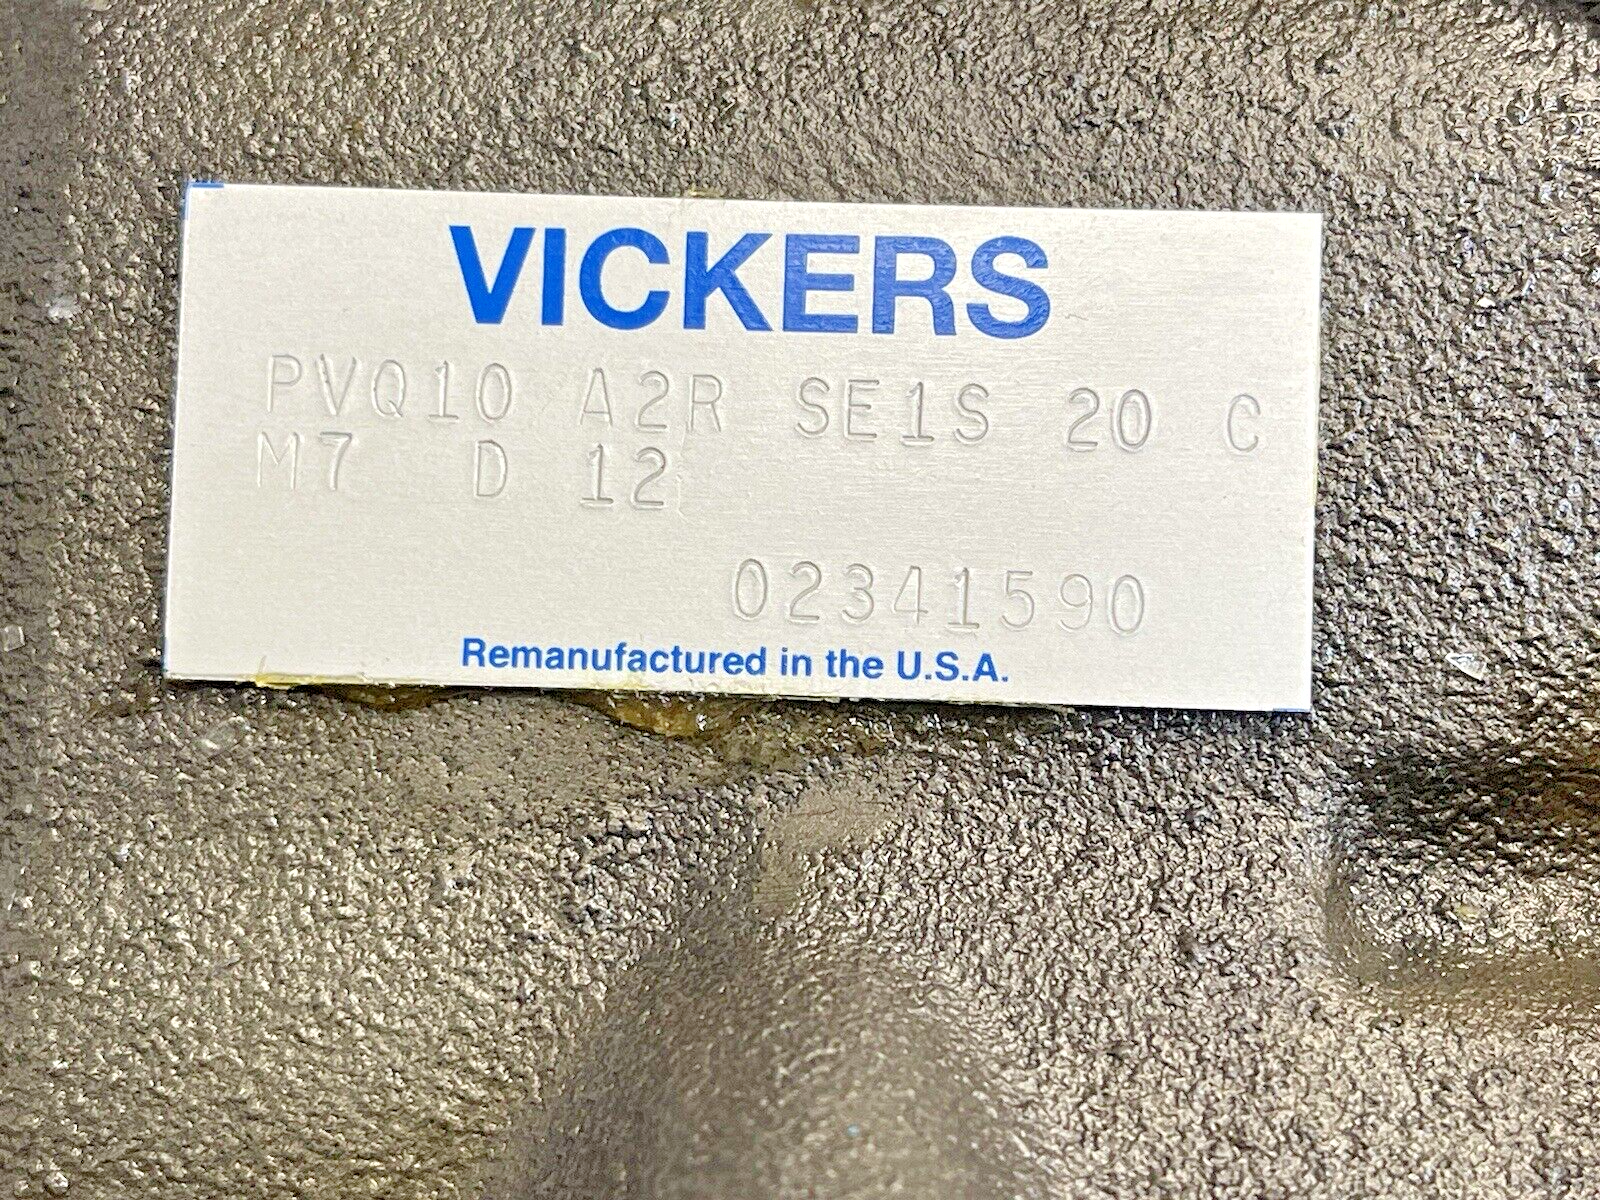 VICKERS
PVQ10 A2R SE1S 20 C
M7 D 12
02341590
Remanufactured in the U.S.A.